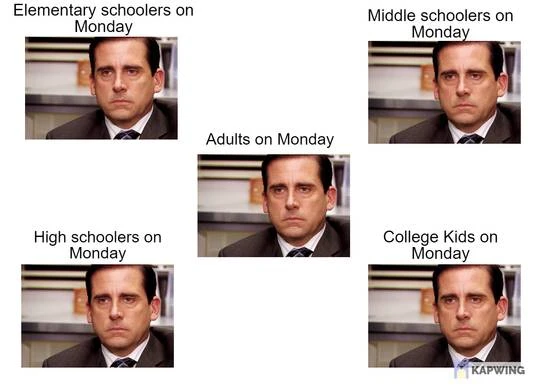 Elementary schoolers on
Monday
Middle schoolers on
Monday
Adults on Monday
High schoolers on
Monday
College Kids on
Monday
KAPWING